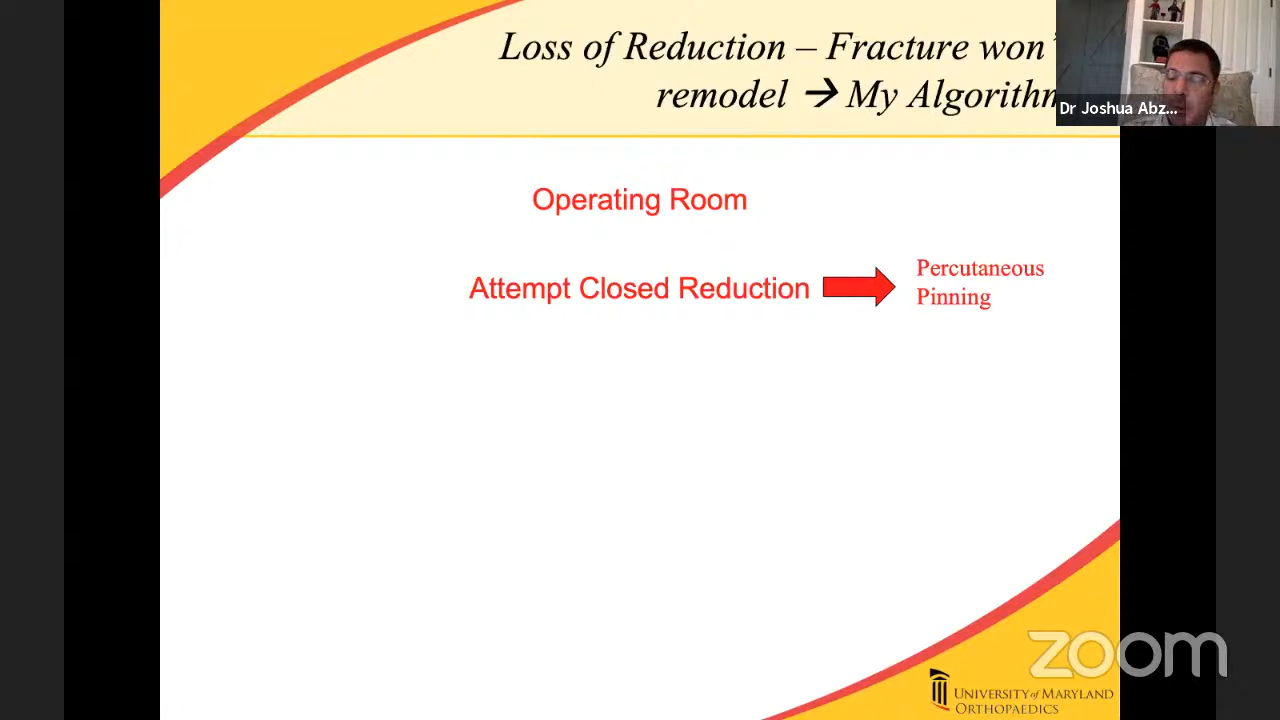 Loss of Reduction – Fracture won'
remodel → My Algorithm
Dr Joshua Abz...
Operating Room
Attempt Closed Reduction
Percutaneous
Pinning
zoom
UNIVERSITY of MARYLAND
ORTHOPAEDICS